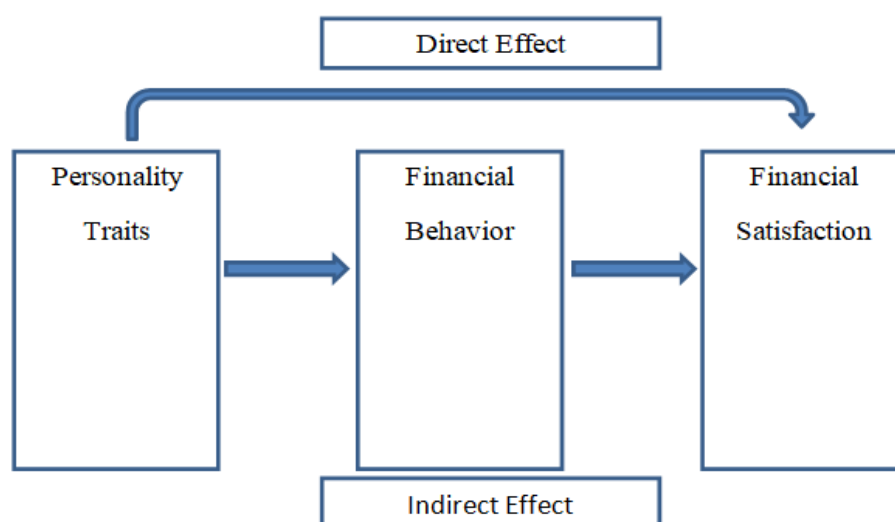 Direct Effect
Personality
Traits
Financial
Behavior
Financial
Satisfaction
Indirect Effect